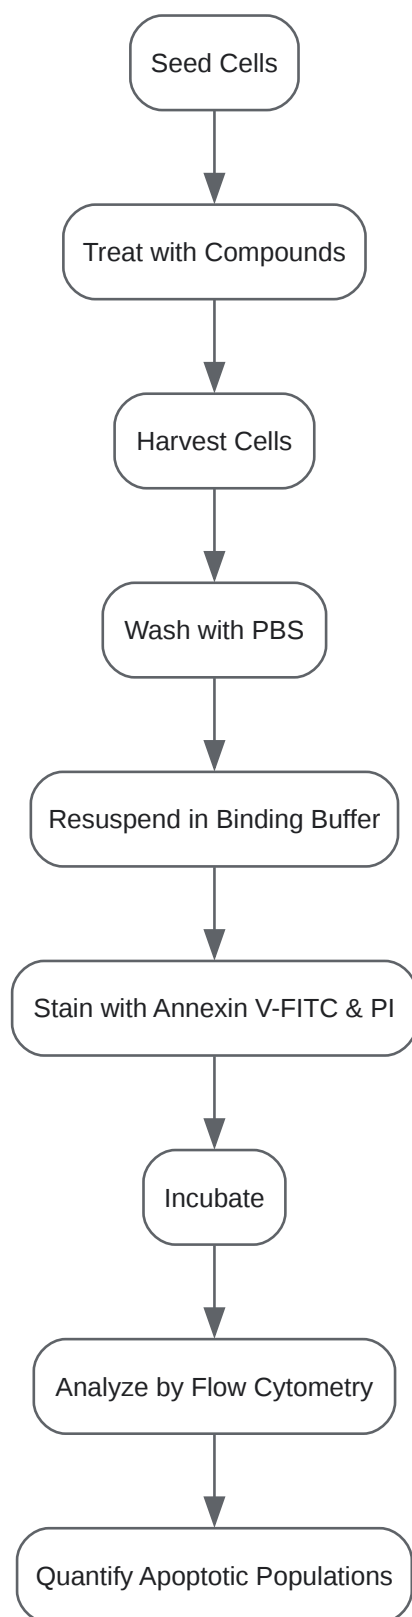 Seed Cells
Treat with Compounds
Harvest Cells
Wash with PBS
Resuspend in Binding Buffer
Stain with Annexin V-FITC & PI
Incubate
Analyze by Flow Cytometry
Quantify Apoptotic Populations